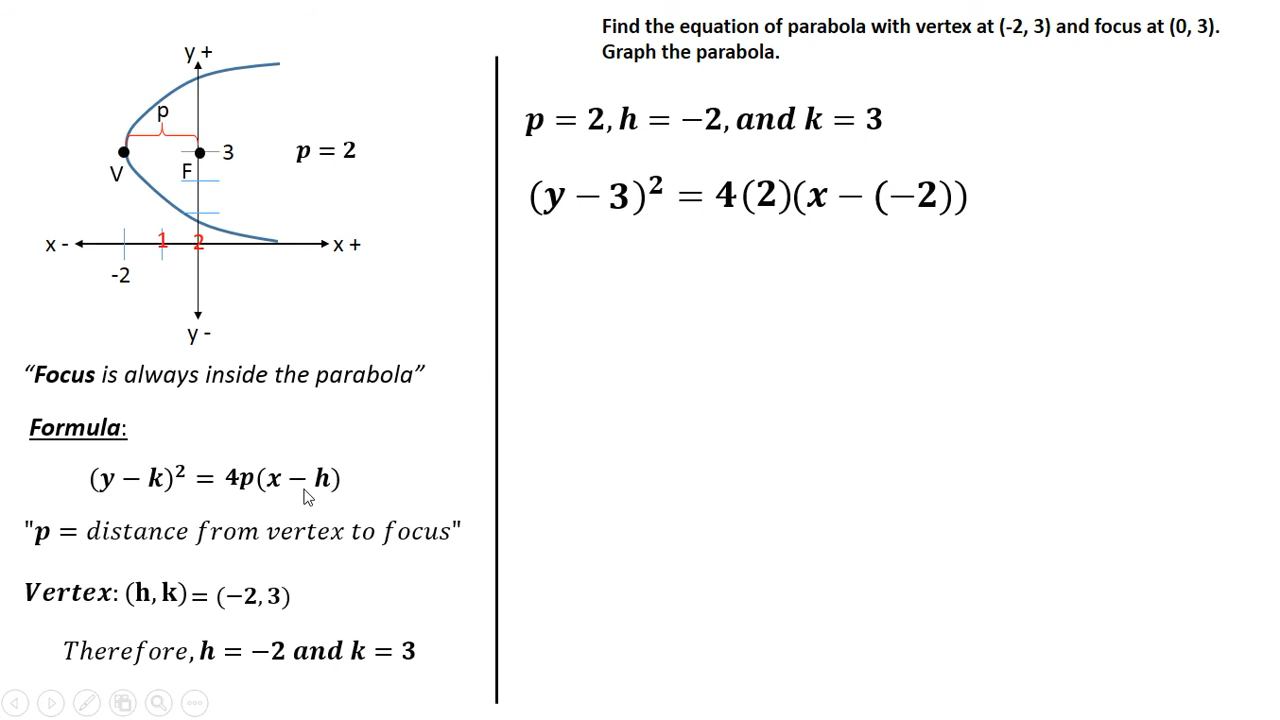 Find the equation of parabola with vertex at (-2, 3) and focus at (0, 3).
Graph the parabola.
y +
p
3
p = 2
V
F
x -
1
2
x +
-2
y -
“Focus is always inside the parabola”
Formula:
(y − k)² = 4p(x − h)
"p = distance from vertex to focus"
Vertex: (h, k) = (−2, 3)
Therefore, h = −2 and k = 3
p = 2, h = −2, and k = 3
(y − 3)² = 4(2)(x − (−2))